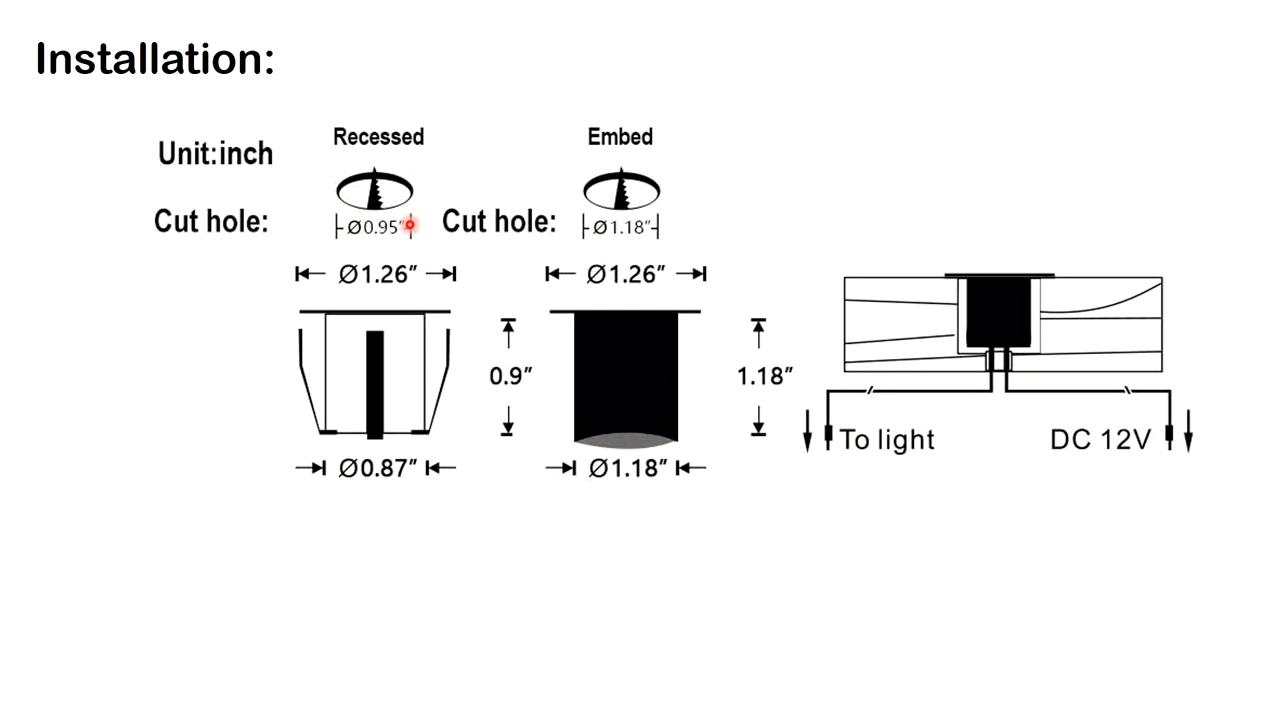 Installation:
Unit:inch
Recessed
Embed
Cut hole:
Ø0.95"
Cut hole:
Ø1.18"
Ø1.26"
Ø1.26"
0.9"
1.18"
Ø0.87"
Ø1.18"
To light
DC 12V